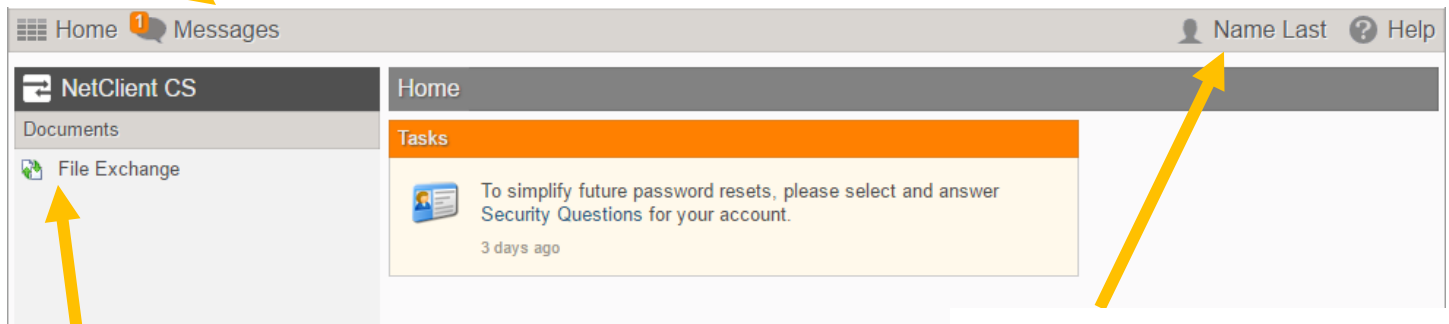 Home 1 Messages Name Last ? Help
NetClient CS
Home
Documents
Tasks
File Exchange
To simplify future password resets, please select and answer
Security Questions for your account.
3 days ago